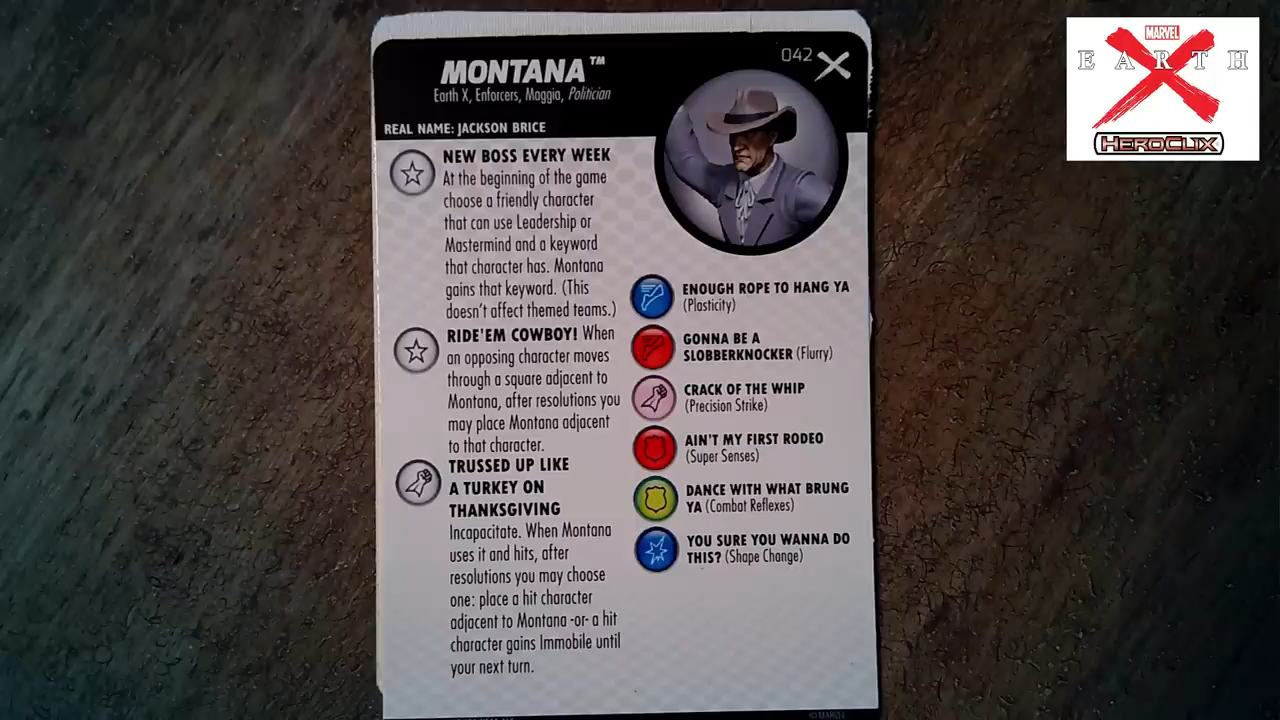 MONTANA™
042
Earth X, Enforcers, Maggia, Politician
REAL NAME: JACKSON BRICE
NEW BOSS EVERY WEEK
At the beginning of the game
choose a friendly character
that can use Leadership or
Mastermind and a keyword
that character has. Montana
gains that keyword. (This
doesn't affect themed teams.)
RIDE'EM COWBOY! When
an opposing character moves
through a square adjacent to
Montana, after resolutions you
may place Montana adjacent
to that character.
TRUSSED UP LIKE
A TURKEY ON
THANKSGIVING
Incapacitate. When Montana
uses it and hits, after
resolutions you may choose
one: place a hit character
adjacent to Montana -or- a hit
character gains Immobile until
your next turn.
ENOUGH ROPE TO HANG YA
(Plasticity)
GONNA BE A
SLOBBERKNOCKER (Flurry)
CRACK OF THE WHIP
(Precision Strike)
AIN'T MY FIRST RODEO
(Super Senses)
DANCE WITH WHAT BRUNG
YA (Combat Reflexes)
YOU SURE YOU WANNA DO
THIS? (Shape Change)
MARVEL
EARTH
X
HEROCLIX
© MARVEL